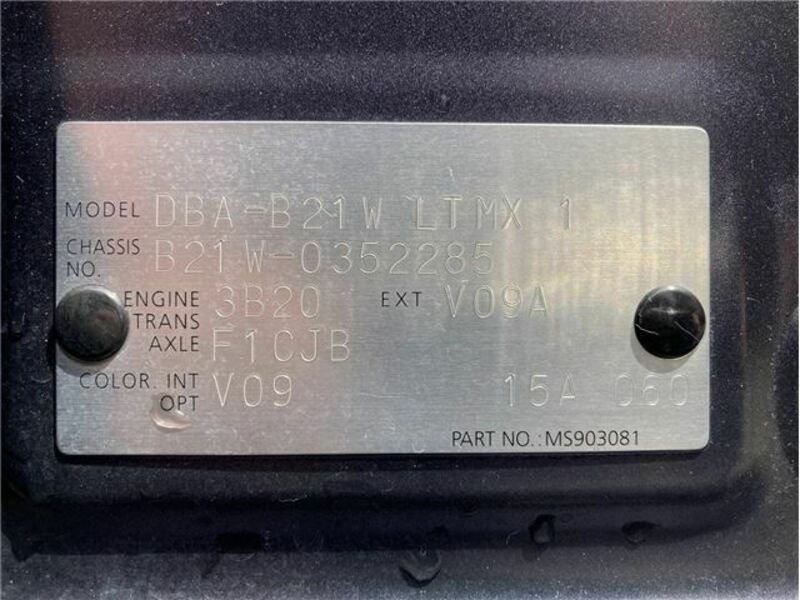 MODEL DBA-B21W LTMX 1
CHASSIS NO. B21W-0352285
ENGINE 3B20 EXT V09A
TRANS AXLE F1CJB
COLOR. INT V09 15A 060
OPT
PART NO.:MS903081